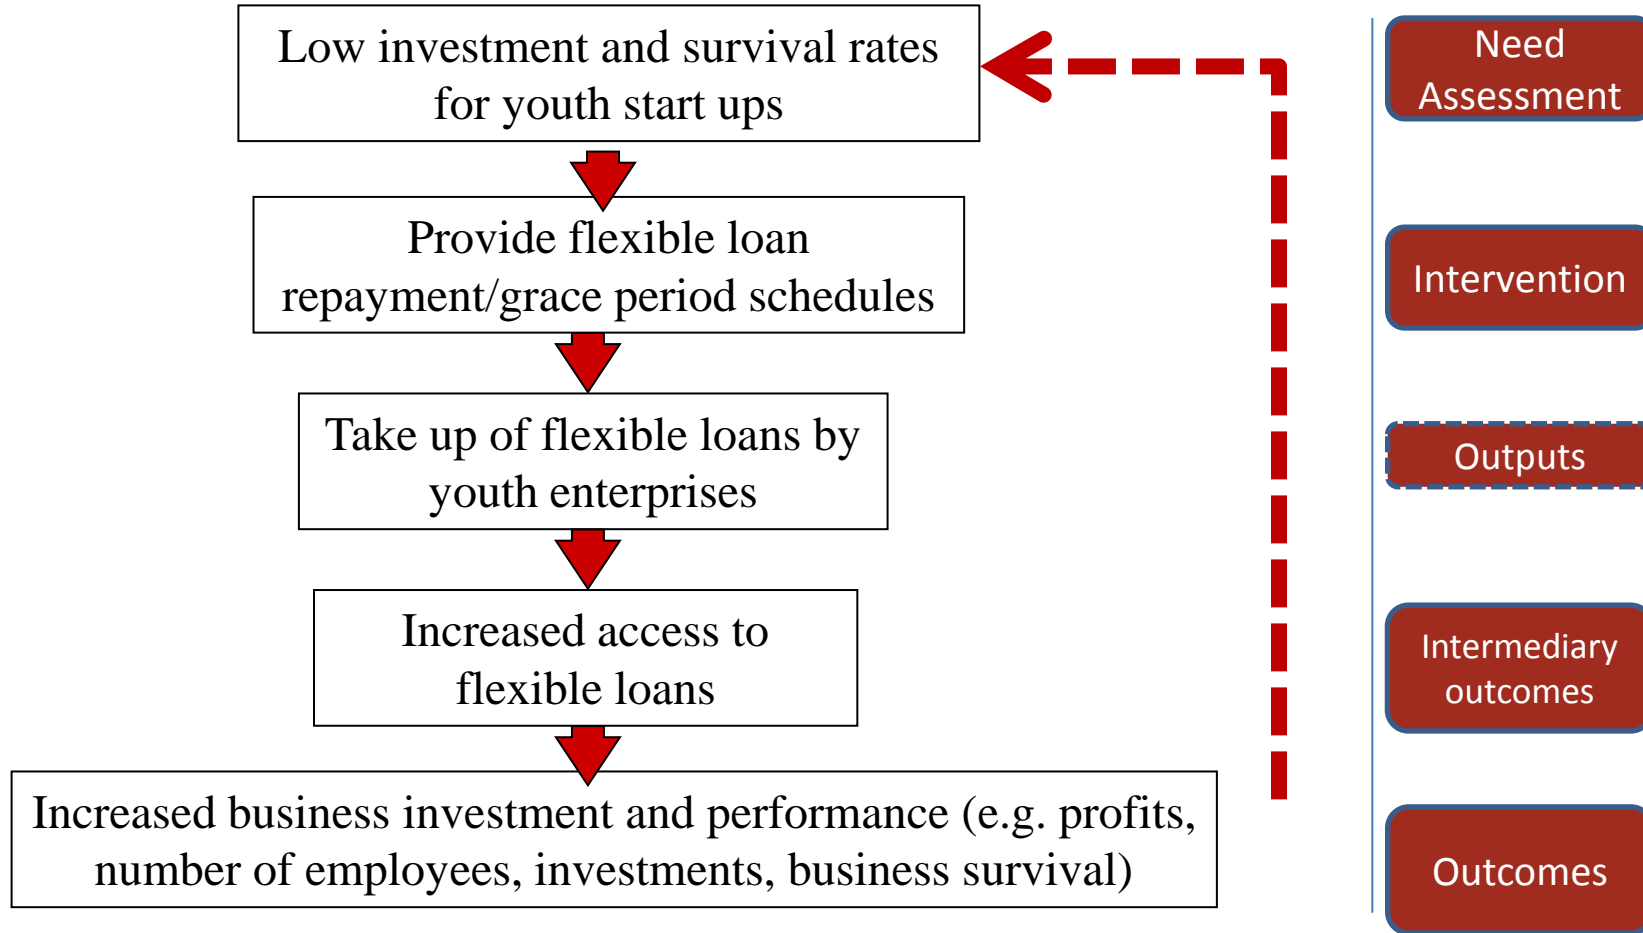 Low investment and survival rates
for youth start ups
Need
Assessment
Provide flexible loan
repayment/grace period schedules
Intervention
Take up of flexible loans by
youth enterprises
Outputs
Increased access to
flexible loans
Intermediary
outcomes
Increased business investment and performance (e.g. profits,
number of employees, investments, business survival)
Outcomes